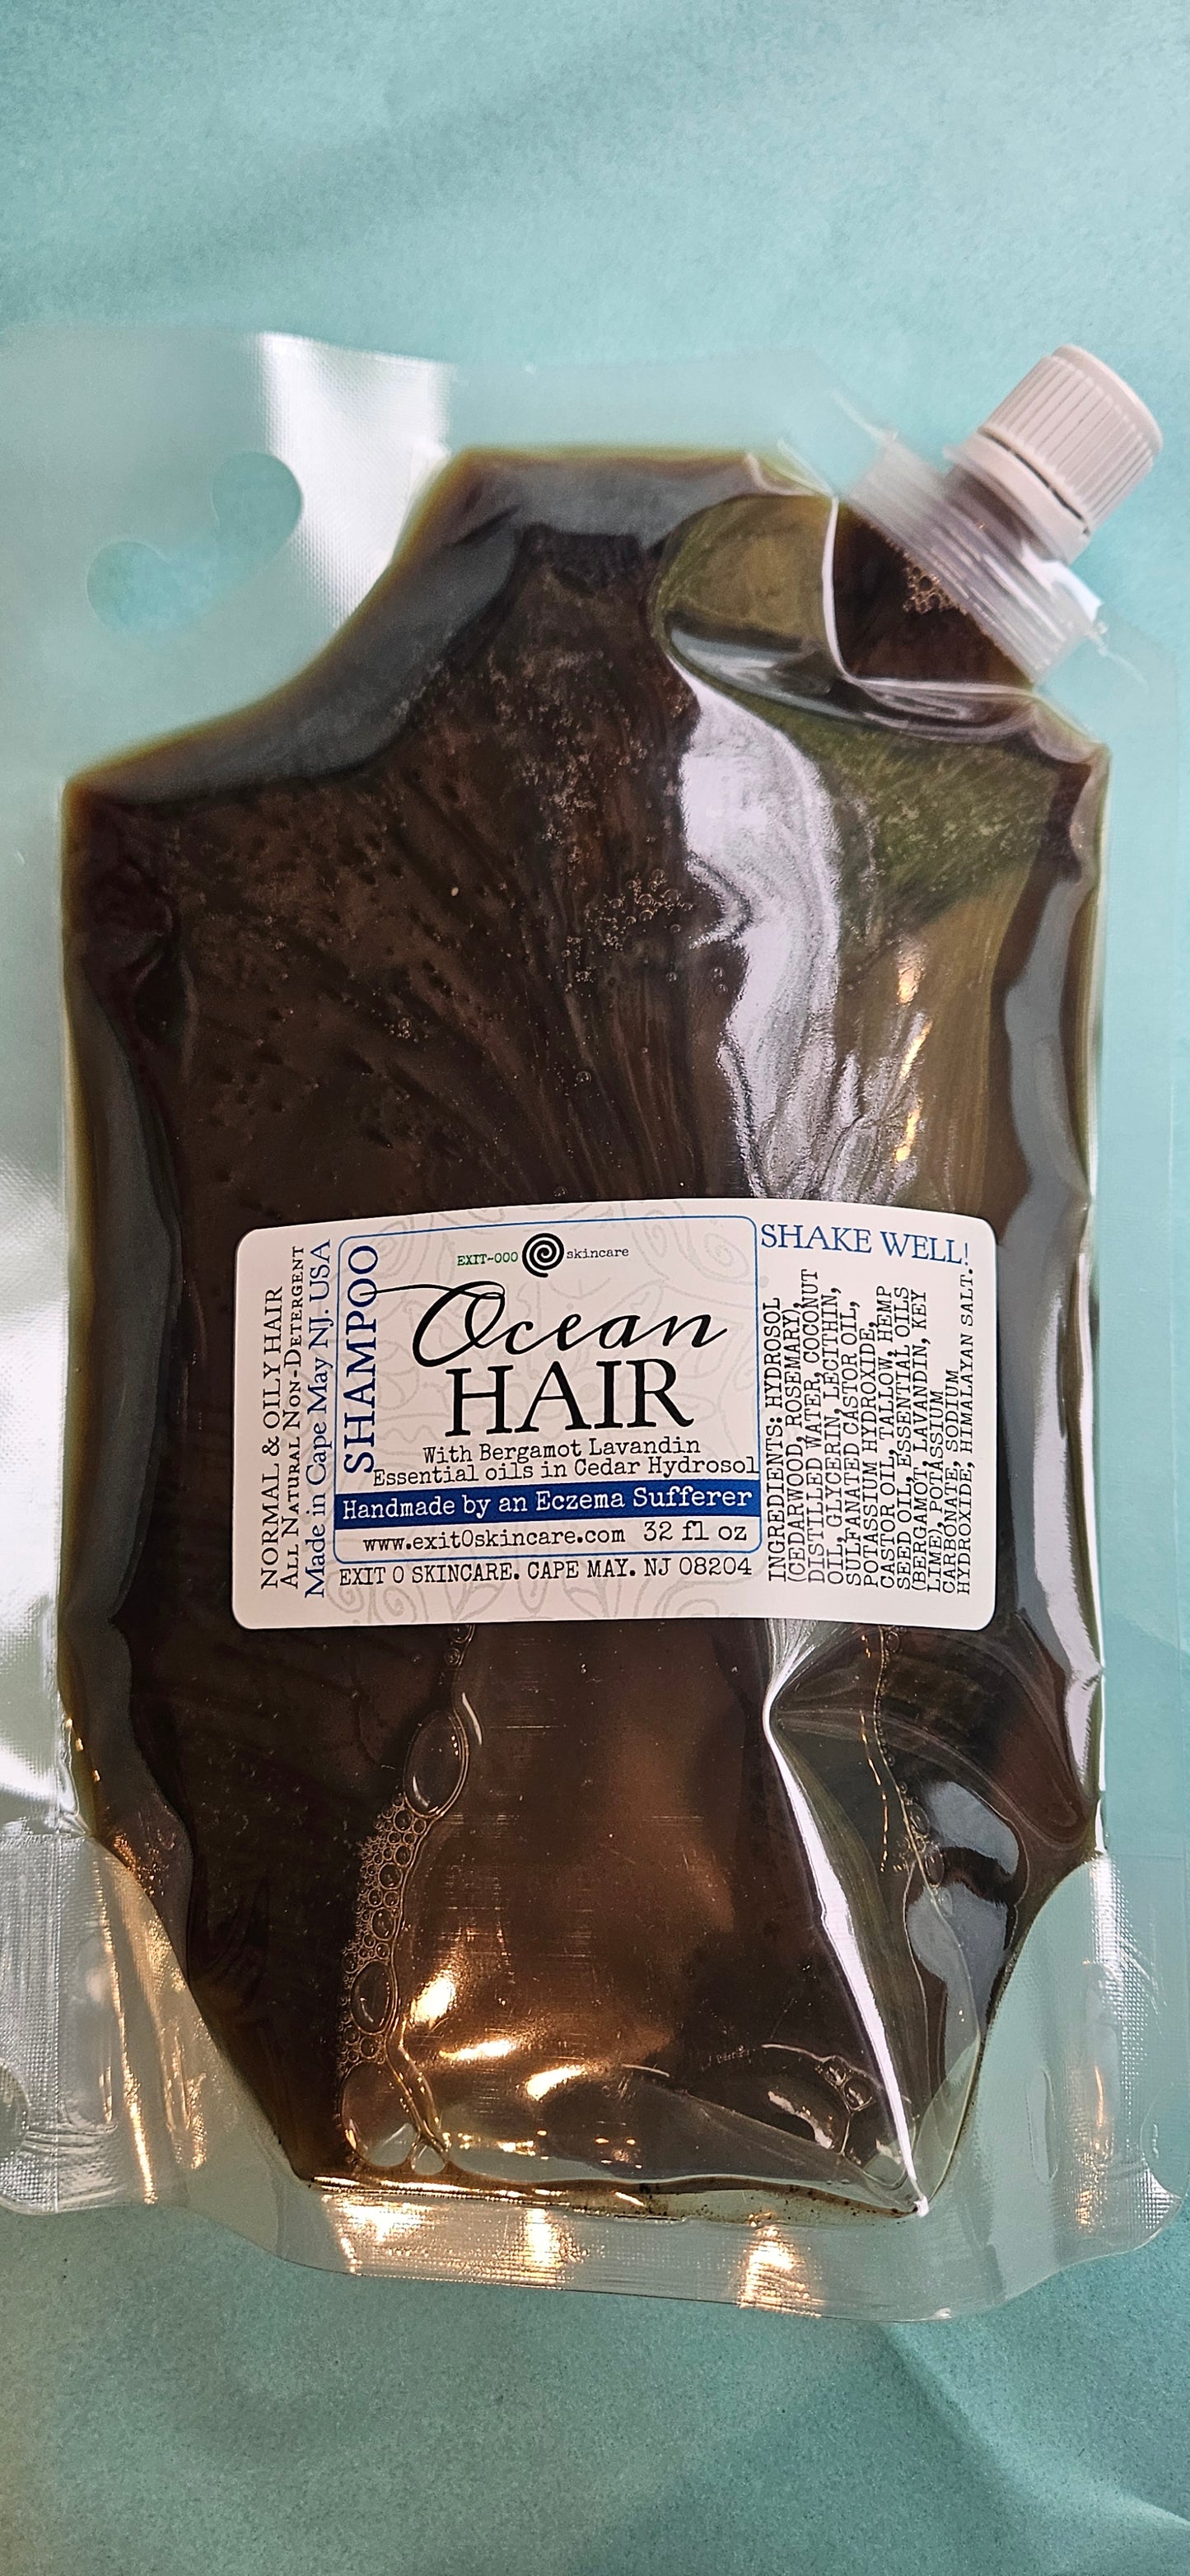 NORMAL & OILY HAIR
ALL NATURAL NON-DETERGENT
Made in Cape May NJ. USA
SHAMPOO
EXIT-000 skincare
Ocean
HAIR
With Bergamot Lavandin
Essential oils in Cedar Hydrosol
Handmade by an Eczema Sufferer
www.exit0skincare.com 32 fl oz
EXIT 0 SKINCARE. CAPE MAY. NJ 08204
SHAKE WELL!
INGREDIENTS: HYDROSOL
(CEDARWOOD, ROSEMARY,
DISTILLED WATER, COCONUT
OIL, GLYCERIN, LECITHIN,
SULFANATED CASTOR OIL,
POTASSIUM HYDROXIDE,
CASTOR OIL, TALLOW, HEMP
SEED OIL, ESSENTIAL OILS
(BERGAMOT, LAVANDIN, KEY
LIME), POTASSIUM
CARBONATE, SODIUM
HYDROXIDE, HIMALAYAN SALT.